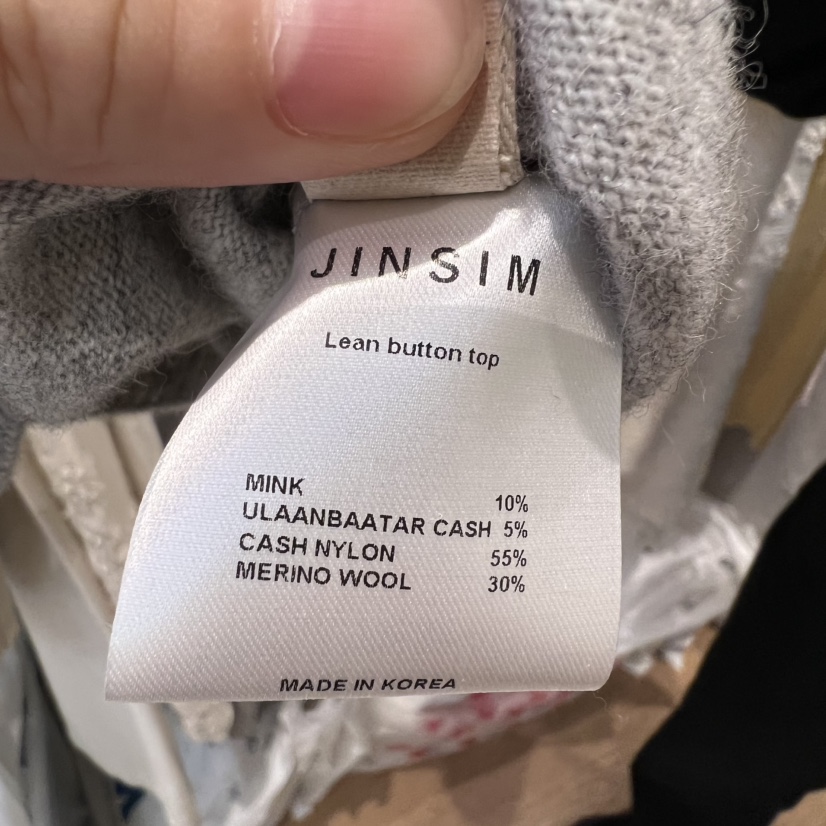 JINSIM
Lean button top
MINK 10%
ULAANBAATAR CASH 5%
CASH NYLON 55%
MERINO WOOL 30%
MADE IN KOREA